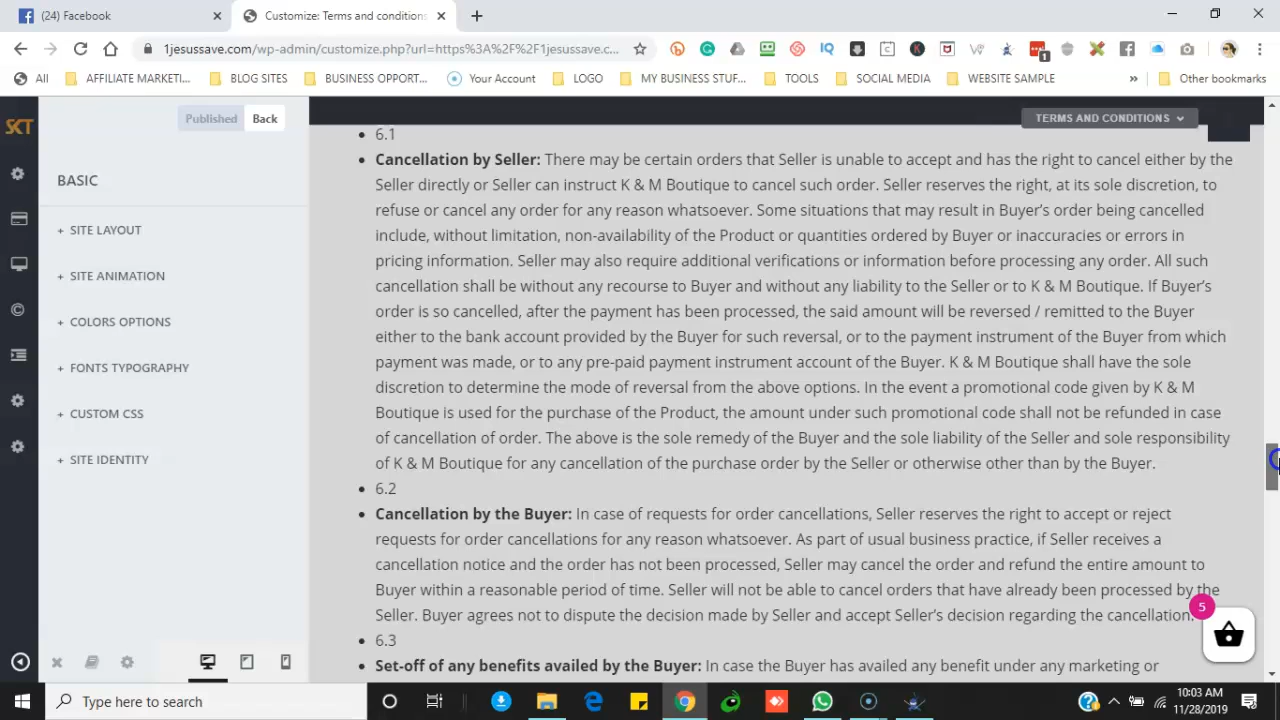 (24) Facebook
Customize: Terms and conditions
1jesussave.com/wp-admin/customize.php?url=https%3A%2F%2F1jesussave.c...
All
AFFILIATE MARKETI...
BLOG SITES
BUSINESS OPPORT...
Your Account
LOGO
MY BUSINESS STUF...
TOOLS
SOCIAL MEDIA
WEBSITE SAMPLE
Other bookmarks
SKT
Published
Back
BASIC
+ SITE LAYOUT
+ SITE ANIMATION
+ COLORS OPTIONS
+ FONTS TYPOGRAPHY
+ CUSTOM CSS
+ SITE IDENTITY
TERMS AND CONDITIONS
• 6.1
• Cancellation by Seller: There may be certain orders that Seller is unable to accept and has the right to cancel either by the
Seller directly or Seller can instruct K & M Boutique to cancel such order. Seller reserves the right, at its sole discretion, to
refuse or cancel any order for any reason whatsoever. Some situations that may result in Buyer's order being cancelled
include, without limitation, non-availability of the Product or quantities ordered by Buyer or inaccuracies or errors in
pricing information. Seller may also require additional verifications or information before processing any order. All such
cancellation shall be without any recourse to Buyer and without any liability to the Seller or to K & M Boutique. If Buyer's
order is so cancelled, after the payment has been processed, the said amount will be reversed / remitted to the Buyer
either to the bank account provided by the Buyer for such reversal, or to the payment instrument of the Buyer from which
payment was made, or to any pre-paid payment instrument account of the Buyer. K & M Boutique shall have the sole
discretion to determine the mode of reversal from the above options. In the event a promotional code given by K & M
Boutique is used for the purchase of the Product, the amount under such promotional code shall not be refunded in case
of cancellation of order. The above is the sole remedy of the Buyer and the sole liability of the Seller and sole responsibility
of K & M Boutique for any cancellation of the purchase order by the Seller or otherwise other than by the Buyer.
• 6.2
• Cancellation by the Buyer: In case of requests for order cancellations, Seller reserves the right to accept or reject
requests for order cancellations for any reason whatsoever. As part of usual business practice, if Seller receives a
cancellation notice and the order has not been processed, Seller may cancel the order and refund the entire amount to
Buyer within a reasonable period of time. Seller will not be able to cancel orders that have already been processed by the
Seller. Buyer agrees not to dispute the decision made by Seller and accept Seller's decision regarding the cancellation.
• 6.3
• Set-off of any benefits availed by the Buyer: In case the Buyer has availed any benefit under any marketing or
5
Type here to search
10:03 AM
11/28/2019